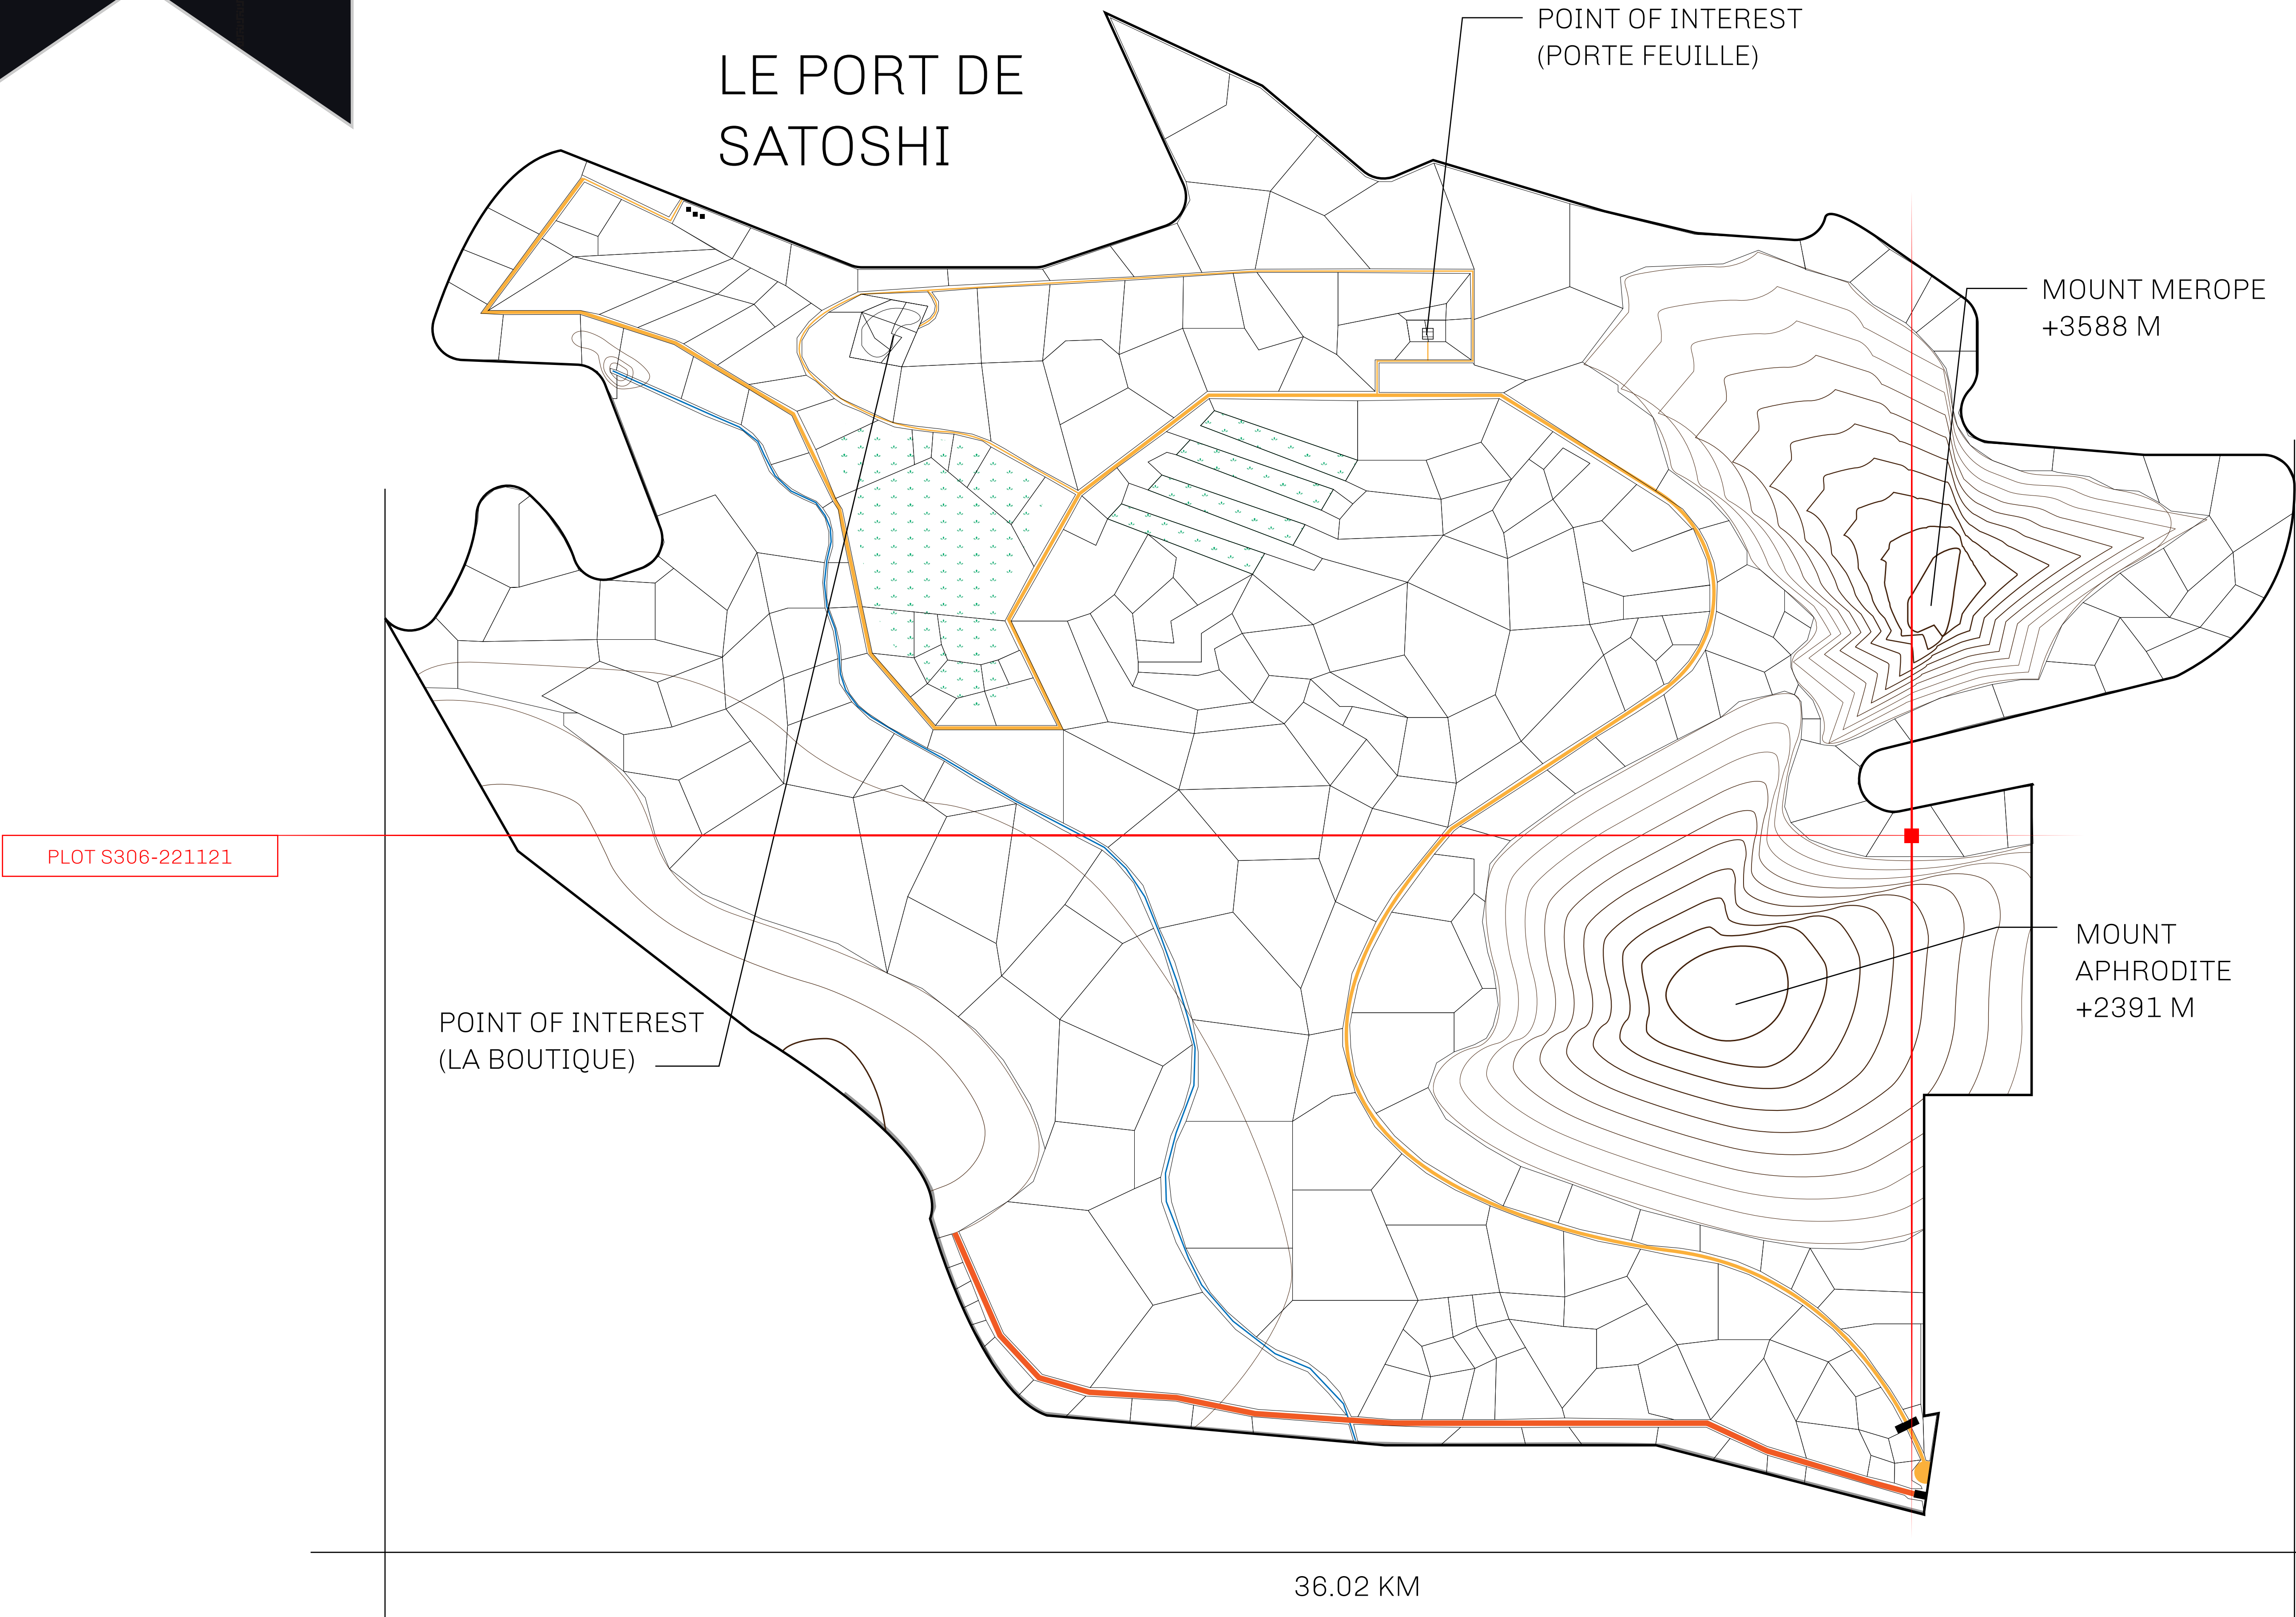 POINT OF INTEREST
(PORTE FEUILLE)
LE PORT DE
SATOSHI
MOUNT MEROPE
+3588 M
PLOT S306-221121
MOUNT
APHRODITE
+2391 M
POINT OF INTEREST
(LA BOUTIQUE)
36.02 KM